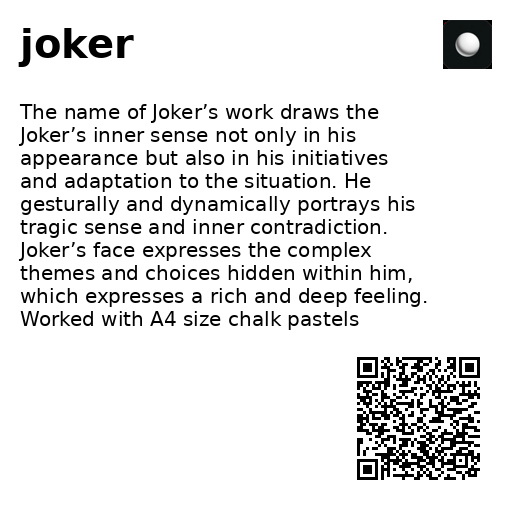 joker
The name of Joker’s work draws the
Joker’s inner sense not only in his
appearance but also in his initiatives
and adaptation to the situation. He
gesturally and dynamically portrays his
tragic sense and inner contradiction.
Joker’s face expresses the complex
themes and choices hidden within him,
which expresses a rich and deep feeling.
Worked with A4 size chalk pastels